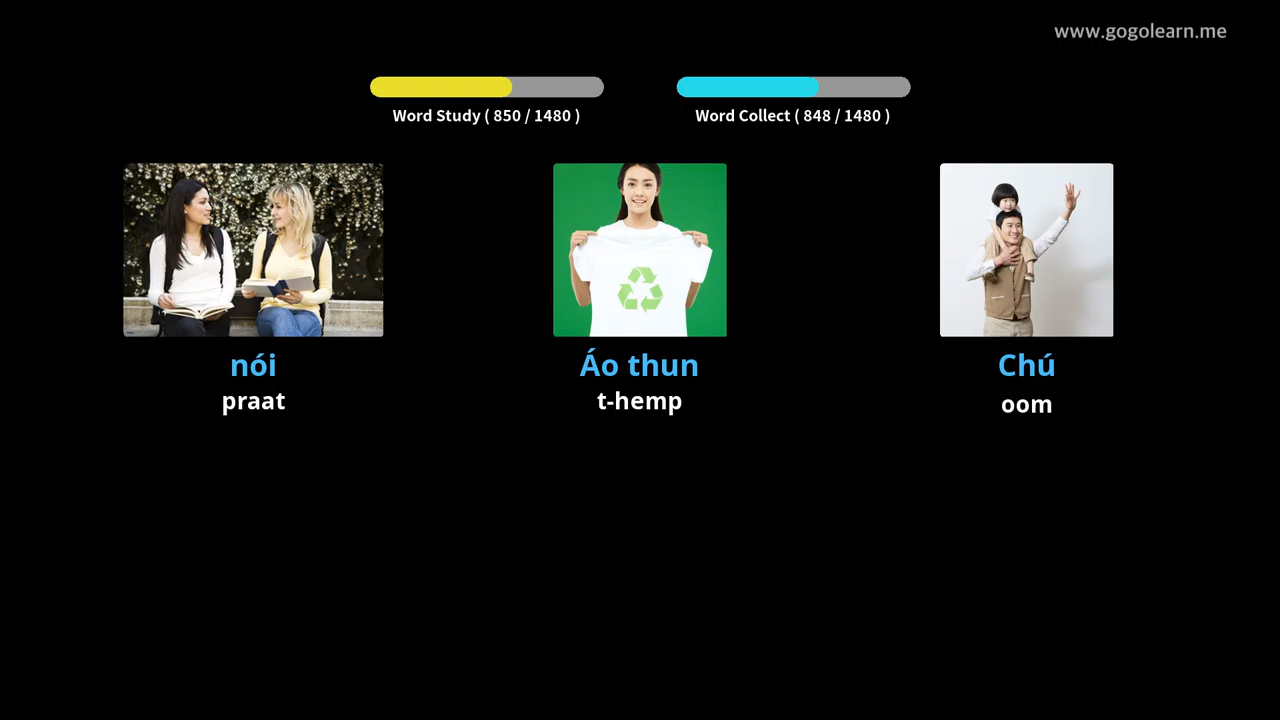 www.gogolearn.me
Word Study ( 850 / 1480 )
Word Collect ( 848 / 1480 )
nói
praat
Áo thun
t-hemp
Chú
oom